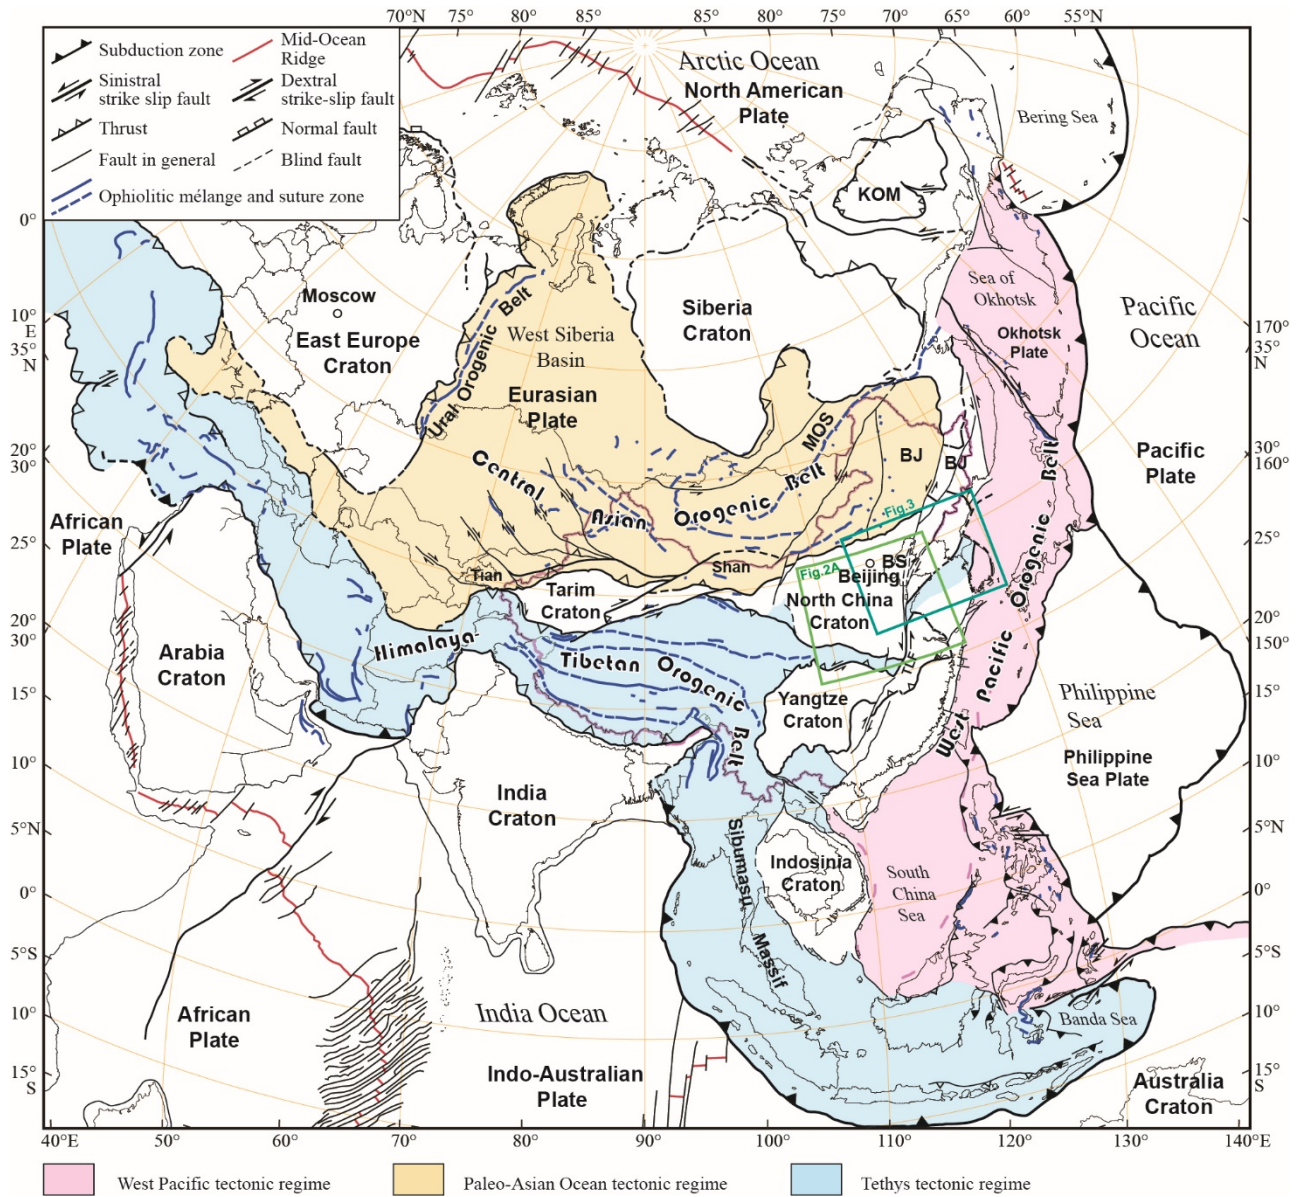 70°N 75° 80° 85° 90° 85° 80° 75° 70° 65° 60° 55°N
Subduction zone
Mid-Ocean
Ridge
Sinistral
strike slip fault
Dextral
strike-slip fault
Thrust
Normal fault
Fault in general
Blind fault
Ophiolitic mélange and suture zone
Arctic Ocean
North American
Plate
Bering Sea
KOM
0°
10°
E
35°
N
20°
30°
25°
20°
30°
15°
10°
5°N
0°
5°S
10°
15°
S
Moscow
East Europe
Craton
Ural Orogenic Belt
West Siberia
Basin
Eurasian
Plate
Siberia
Craton
Sea of
Okhotsk
Okhotsk
Plate
Pacific
Ocean
170°
35°
N
30°
160°
25°
20°
150°
15°
10°
5°N
0°
5°S
10°
15°
S
Pacific
Plate
MOS
BJ
BJ
Central Asian Orogenic Belt
Fig.3
Fig.2A
BS
Beijing
North China
Craton
TLF
African
Plate
Tian
Shan
Tarim
Craton
Arabia
Craton
Himalaya-
Tibetan Orogenic Belt
Yangtze
Craton
West Pacific Orogenic Belt
Philippine
Sea
Philippine
Sea Plate
India
Craton
Sibumasu
Massif
Indosinia
Craton
South
China
Sea
African
Plate
India Ocean
Indo-Australian
Plate
Banda Sea
Australia
Craton
40°E 50° 60° 70° 80° 90° 100° 110° 120° 130° 140°E
West Pacific tectonic regime
Paleo-Asian Ocean tectonic regime
Tethys tectonic regime